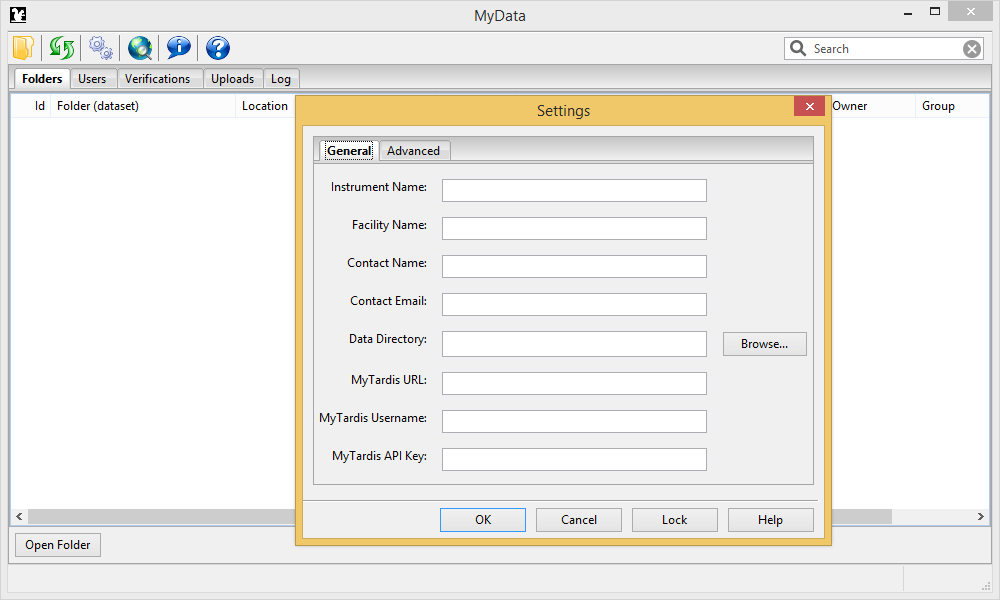 MyData
Search
Folders Users Verifications Uploads Log
Id Folder (dataset) Location Owner Group
Settings
General Advanced
Instrument Name:
Facility Name:
Contact Name:
Contact Email:
Data Directory: Browse...
MyTardis URL:
MyTardis Username:
MyTardis API Key:
OK Cancel Lock Help
Open Folder